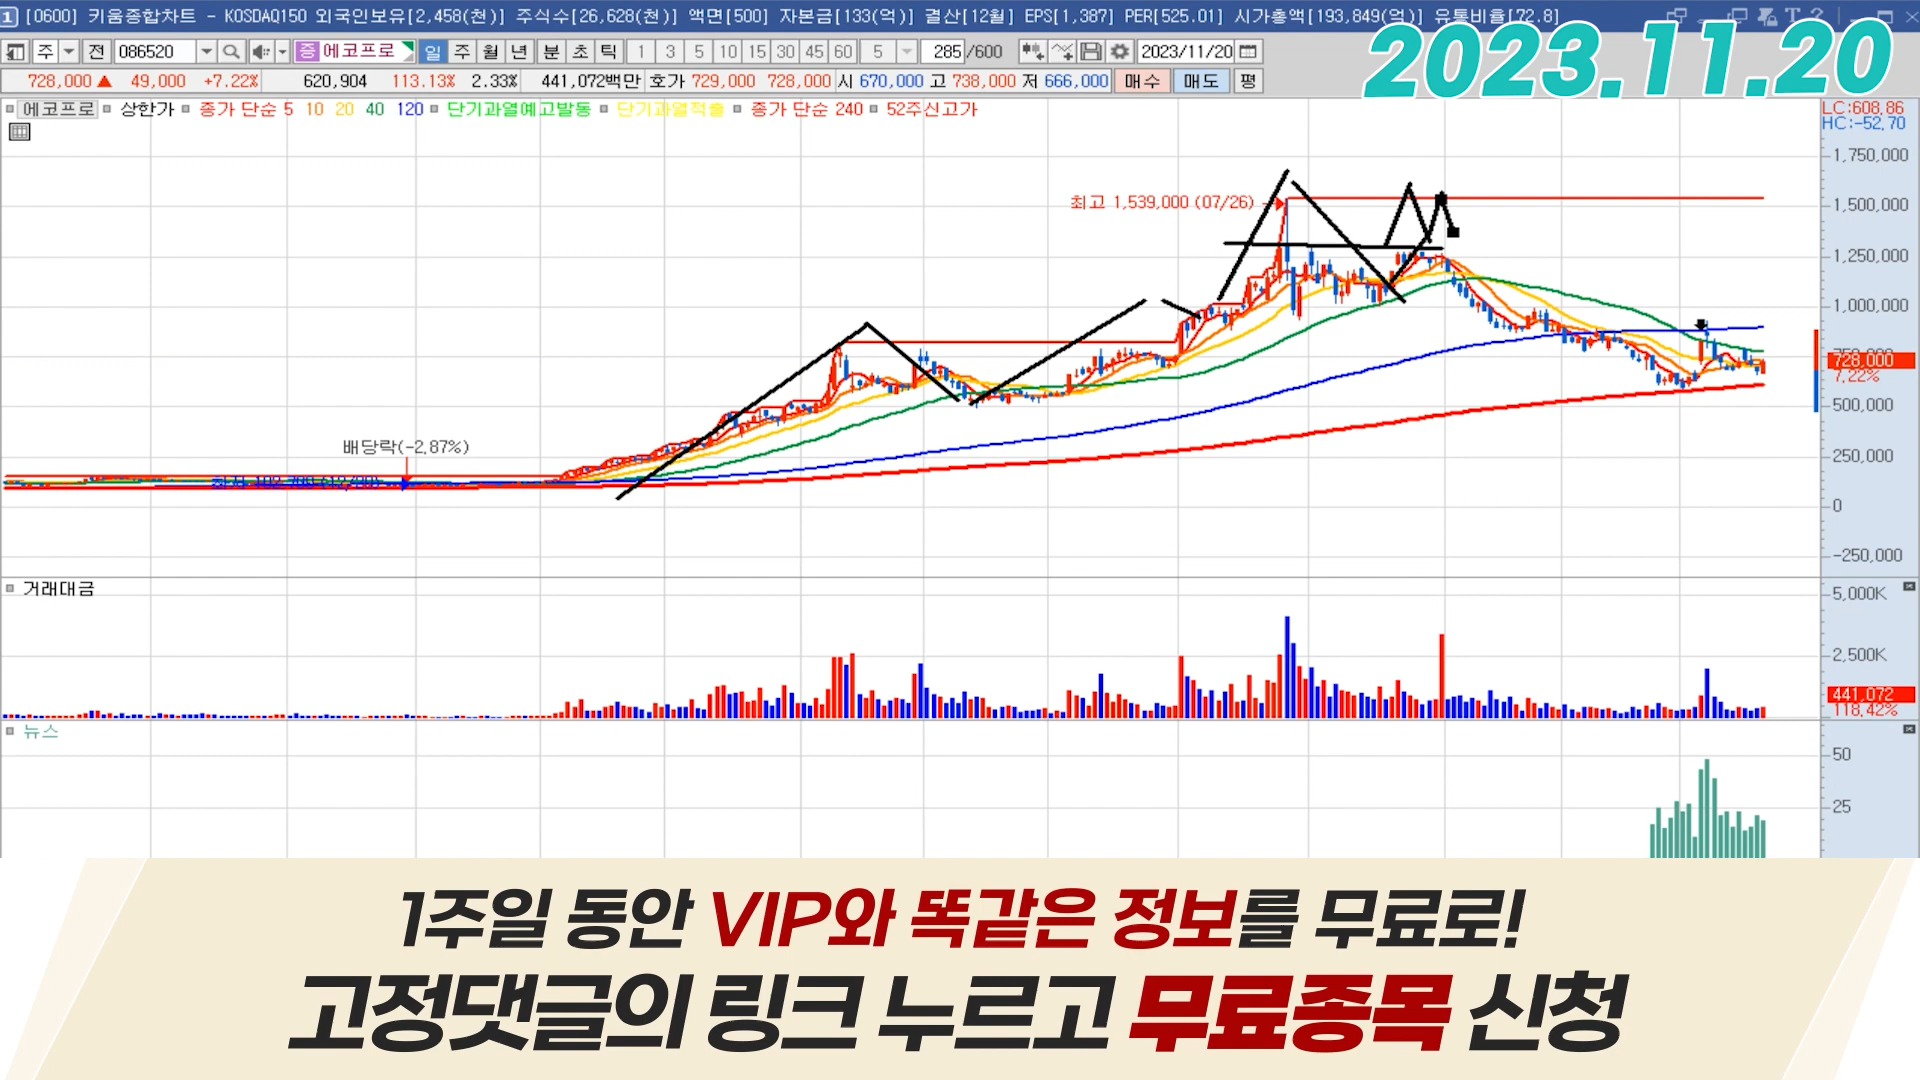 1 [0600] 키움종합차트 - KOSDAQ150 외국인보유[2,458(천)] 주식수[26,628(천)] 액면[500] 자본금[133(억)] 결산[12월] EPS[1,387] PER[525.01] 시가총액[193,849(억)] 유통비율[72.8]
주 전 086520 증 에코프로 일 주 월 년 분 초 틱 1 3 5 10 15 30 45 60 5 285 /600 2023/11/20
2023.11.20
728,000 ▲ 49,000 +7.22% 620,904 113.13% 2.33% 441,072백만 호가 729,000 728,000 시 670,000 고 738,000 저 666,000 매수 매도 평
에코프로 상한가 종가 단순 5 10 20 40 120 단기과열예고발동 단기과열적출 종가 단순 240 52주신고가
LC:608.86
HC:-52.70
1,750,000
최고 1,539,000 (07/26)
1,500,000
1,250,000
1,000,000
728,000
7.22%
500,000
배당락(-2.87%)
250,000
0
-250,000
거래대금
5,000K
2,500K
441,072
118.42%
뉴스
50
25
1주일 동안 VIP와 똑같은 정보를 무료로!
고정댓글의 링크 누르고 무료종목 신청